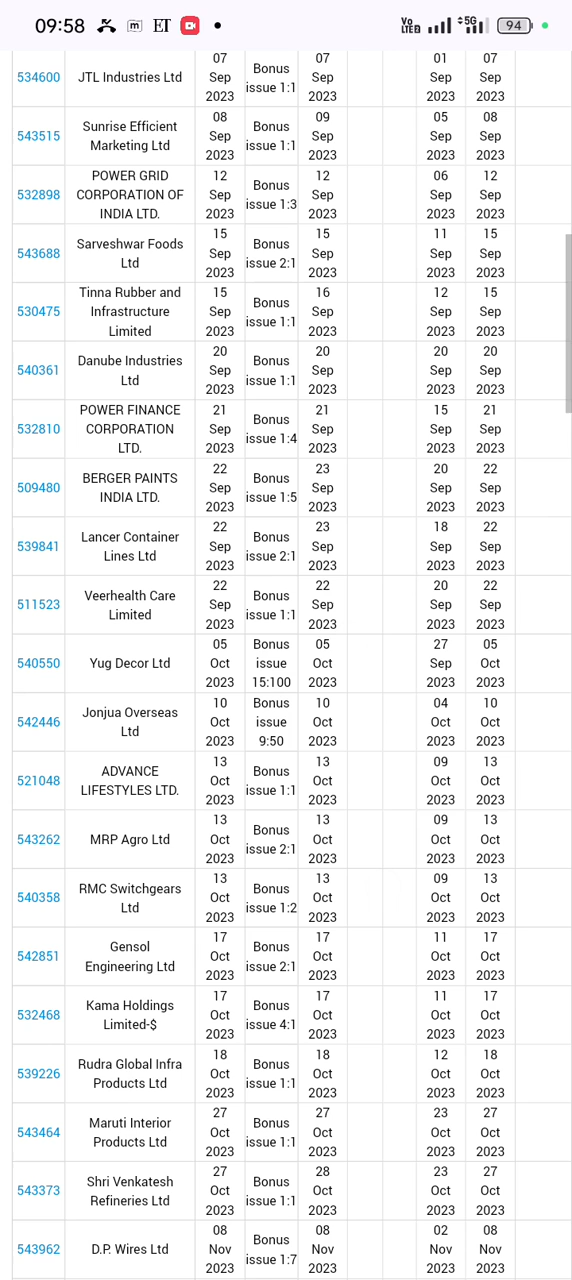 09:58 m ET Vo LTE2 5G 94
534600 JTL Industries Ltd 07 Sep 2023 Bonus issue 1:1 07 Sep 2023 01 Sep 2023 07 Sep 2023
543515 Sunrise Efficient Marketing Ltd 08 Sep 2023 Bonus issue 1:1 09 Sep 2023 05 Sep 2023 08 Sep 2023
532898 POWER GRID CORPORATION OF INDIA LTD. 12 Sep 2023 Bonus issue 1:3 12 Sep 2023 06 Sep 2023 12 Sep 2023
543688 Sarveshwar Foods Ltd 15 Sep 2023 Bonus issue 2:1 15 Sep 2023 11 Sep 2023 15 Sep 2023
530475 Tinna Rubber and Infrastructure Limited 15 Sep 2023 Bonus issue 1:1 16 Sep 2023 12 Sep 2023 15 Sep 2023
540361 Danube Industries Ltd 20 Sep 2023 Bonus issue 1:1 20 Sep 2023 20 Sep 2023 20 Sep 2023
532810 POWER FINANCE CORPORATION LTD. 21 Sep 2023 Bonus issue 1:4 21 Sep 2023 15 Sep 2023 21 Sep 2023
509480 BERGER PAINTS INDIA LTD. 22 Sep 2023 Bonus issue 1:5 23 Sep 2023 20 Sep 2023 22 Sep 2023
539841 Lancer Container Lines Ltd 22 Sep 2023 Bonus issue 2:1 23 Sep 2023 18 Sep 2023 22 Sep 2023
511523 Veerhealth Care Limited 22 Sep 2023 Bonus issue 1:1 22 Sep 2023 20 Sep 2023 22 Sep 2023
540550 Yug Decor Ltd 05 Oct 2023 Bonus issue 15:100 05 Oct 2023 27 Sep 2023 05 Oct 2023
542446 Jonjua Overseas Ltd 10 Oct 2023 Bonus issue 9:50 10 Oct 2023 04 Oct 2023 10 Oct 2023
521048 ADVANCE LIFESTYLES LTD. 13 Oct 2023 Bonus issue 1:1 13 Oct 2023 09 Oct 2023 13 Oct 2023
543262 MRP Agro Ltd 13 Oct 2023 Bonus issue 2:1 13 Oct 2023 09 Oct 2023 13 Oct 2023
540358 RMC Switchgears Ltd 13 Oct 2023 Bonus issue 1:2 13 Oct 2023 09 Oct 2023 13 Oct 2023
542851 Gensol Engineering Ltd 17 Oct 2023 Bonus issue 2:1 17 Oct 2023 11 Oct 2023 17 Oct 2023
532468 Kama Holdings Limited-$ 17 Oct 2023 Bonus issue 4:1 17 Oct 2023 11 Oct 2023 17 Oct 2023
539226 Rudra Global Infra Products Ltd 18 Oct 2023 Bonus issue 1:1 18 Oct 2023 12 Oct 2023 18 Oct 2023
543464 Maruti Interior Products Ltd 27 Oct 2023 Bonus issue 1:1 27 Oct 2023 23 Oct 2023 27 Oct 2023
543373 Shri Venkatesh Refineries Ltd 27 Oct 2023 Bonus issue 1:1 28 Oct 2023 23 Oct 2023 27 Oct 2023
543962 D.P. Wires Ltd 08 Nov 2023 Bonus issue 1:7 08 Nov 2023 02 Nov 2023 08 Nov 2023